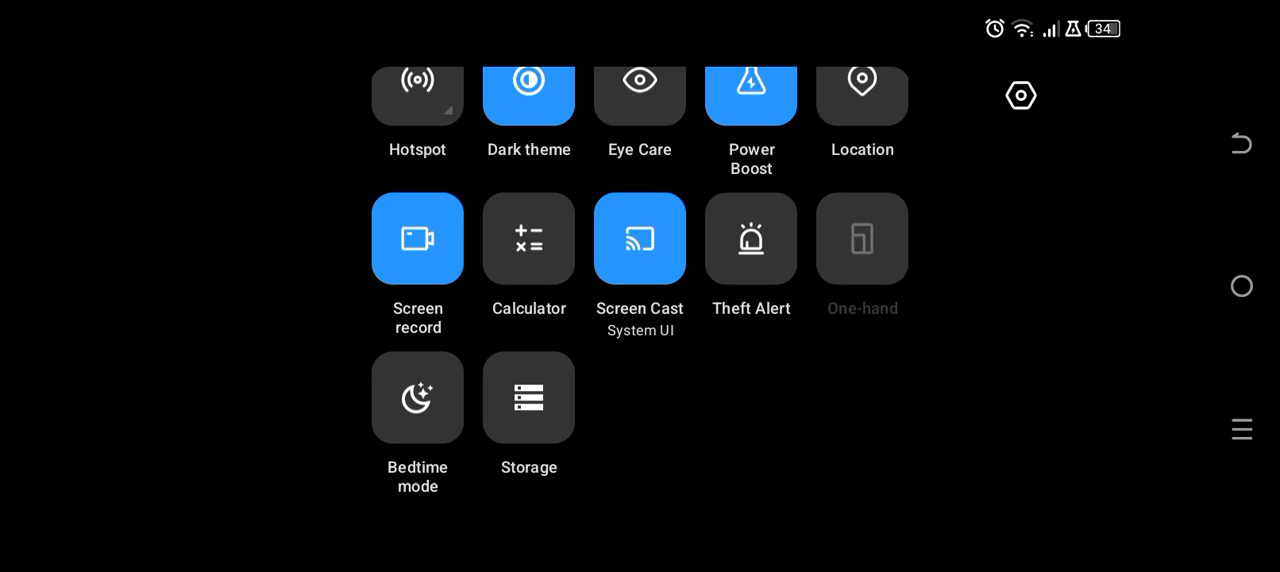 34
Hotspot Dark theme Eye Care Power Boost Location
Screen record Calculator Screen Cast Theft Alert One-hand
System UI
Bedtime mode Storage